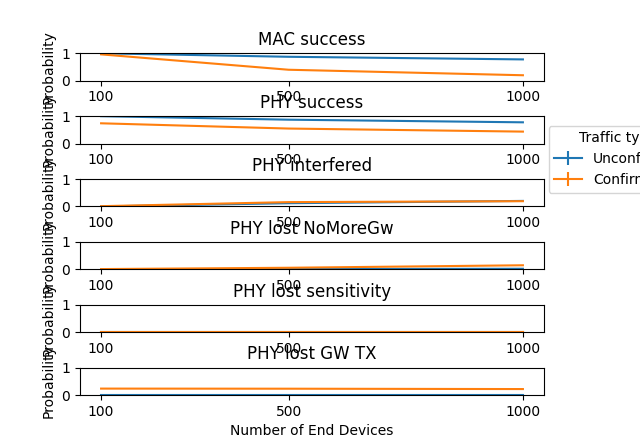 MAC success
Probability
1
0
100 500 1000
PHY success
Probability
1
0
100 500 1000
Traffic ty
Unconf
Confirm
PHY interfered
Probability
1
0
100 500 1000
PHY lost NoMoreGw
Probability
1
0
100 500 1000
PHY lost sensitivity
Probability
1
0
100 500 1000
PHY lost GW TX
Probability
1
0
100 500 1000
Number of End Devices